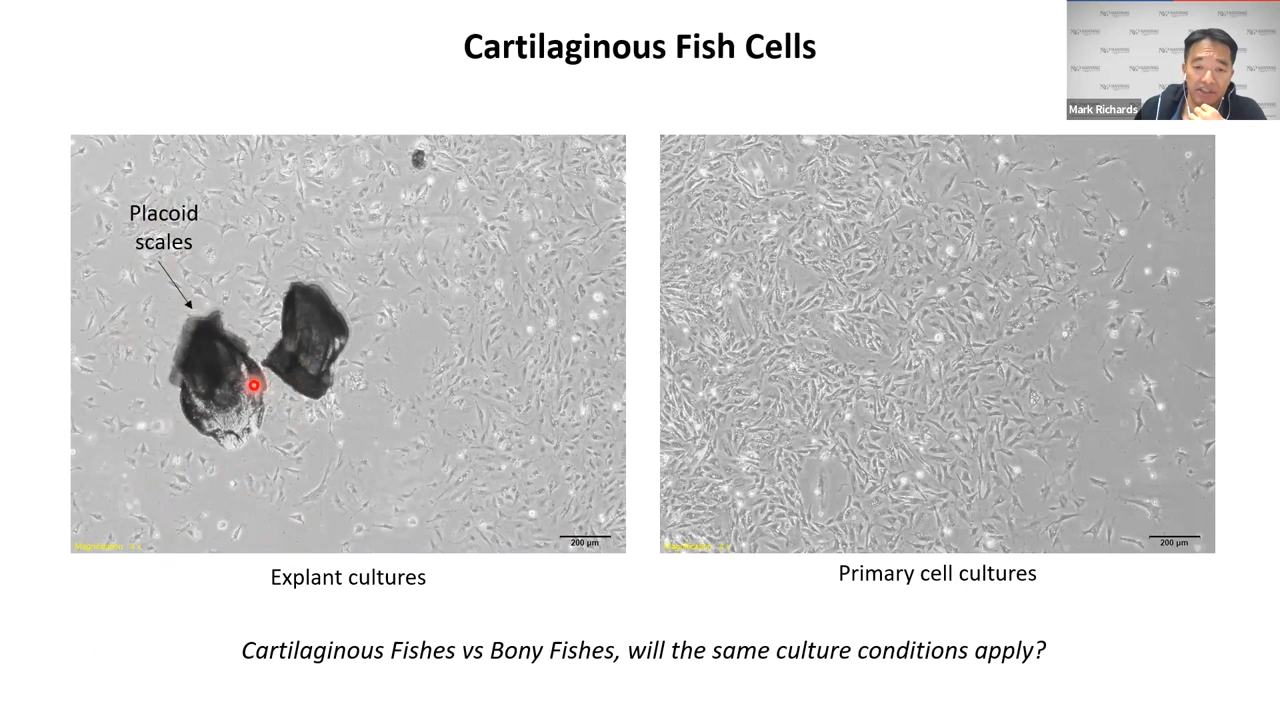 Cartilaginous Fish Cells
Mark Richards
Placoid
scales
200 µm
200 µm
Explant cultures
Primary cell cultures
Cartilaginous Fishes vs Bony Fishes, will the same culture conditions apply?